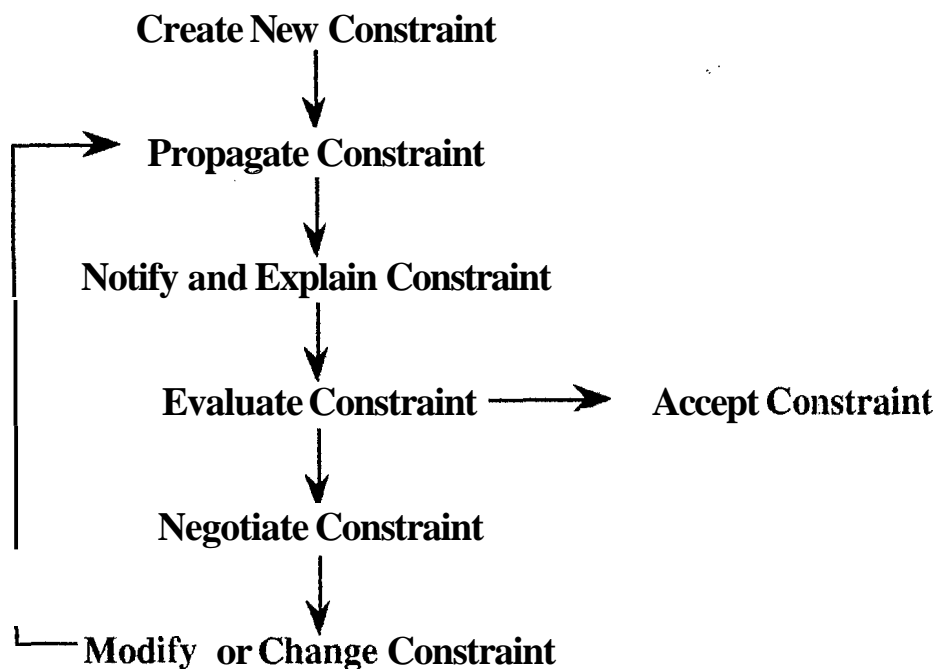 Create New Constraint
Propagate Constraint
Notify and Explain Constraint
Evaluate Constraint
Accept Constraint
Negotiate Constraint
Modify or Change Constraint